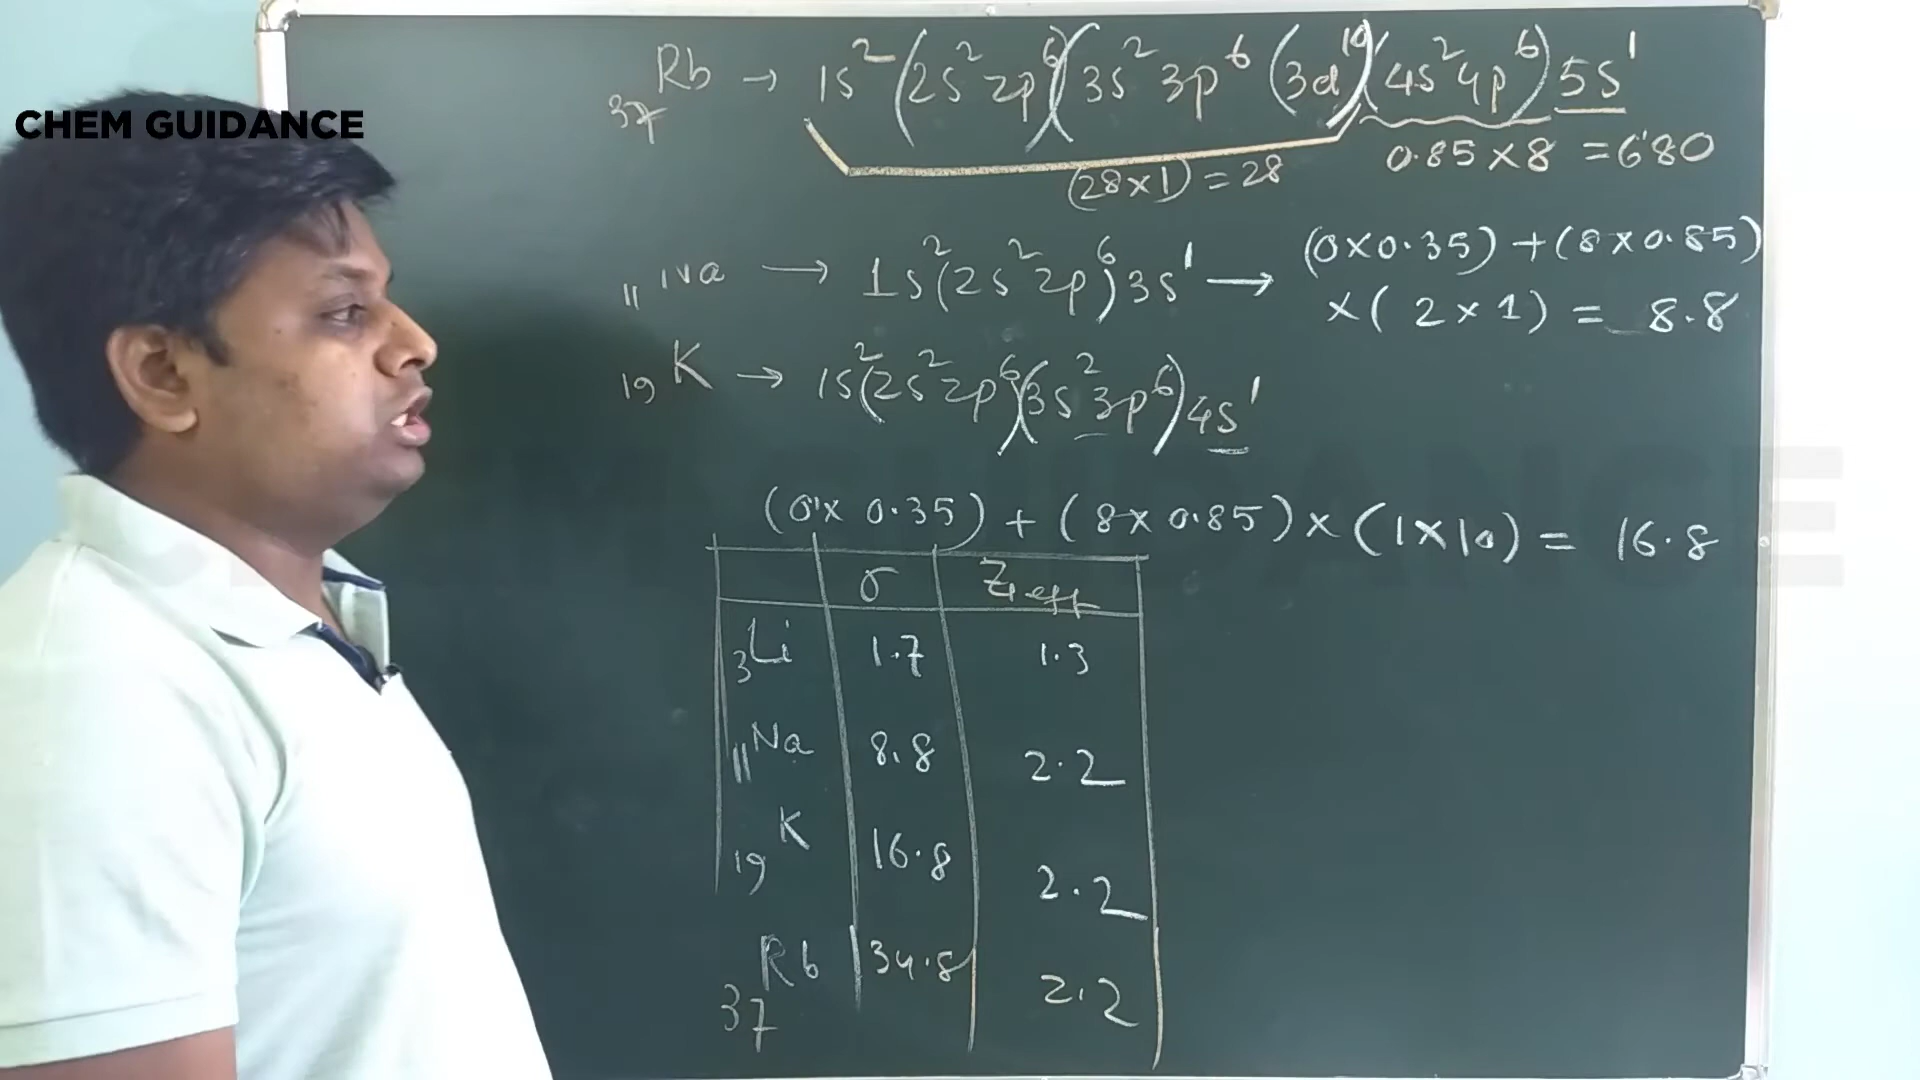 CHEM GUIDANCE
37Rb → 1s² (2s² 2p⁶)(3s² 3p⁶ (3d¹⁰)(4s² 4p⁶) 5s¹
(28×1) = 28
0.85 × 8 = 6.80
11Na → 1s² (2s² 2p⁶) 3s¹ → (0×0.35) + (8×0.85)
×( 2 × 1) = 8.8
19K → 1s² (2s² 2p⁶)(3s² 3p⁶) 4s¹
(0× 0.35) + (8× 0.85) × (1×10) = 16.8
σ Zeff
3Li 1.7 1.3
11Na 8.8 2.2
19K 16.8 2.2
37Rb 34.8 2.2